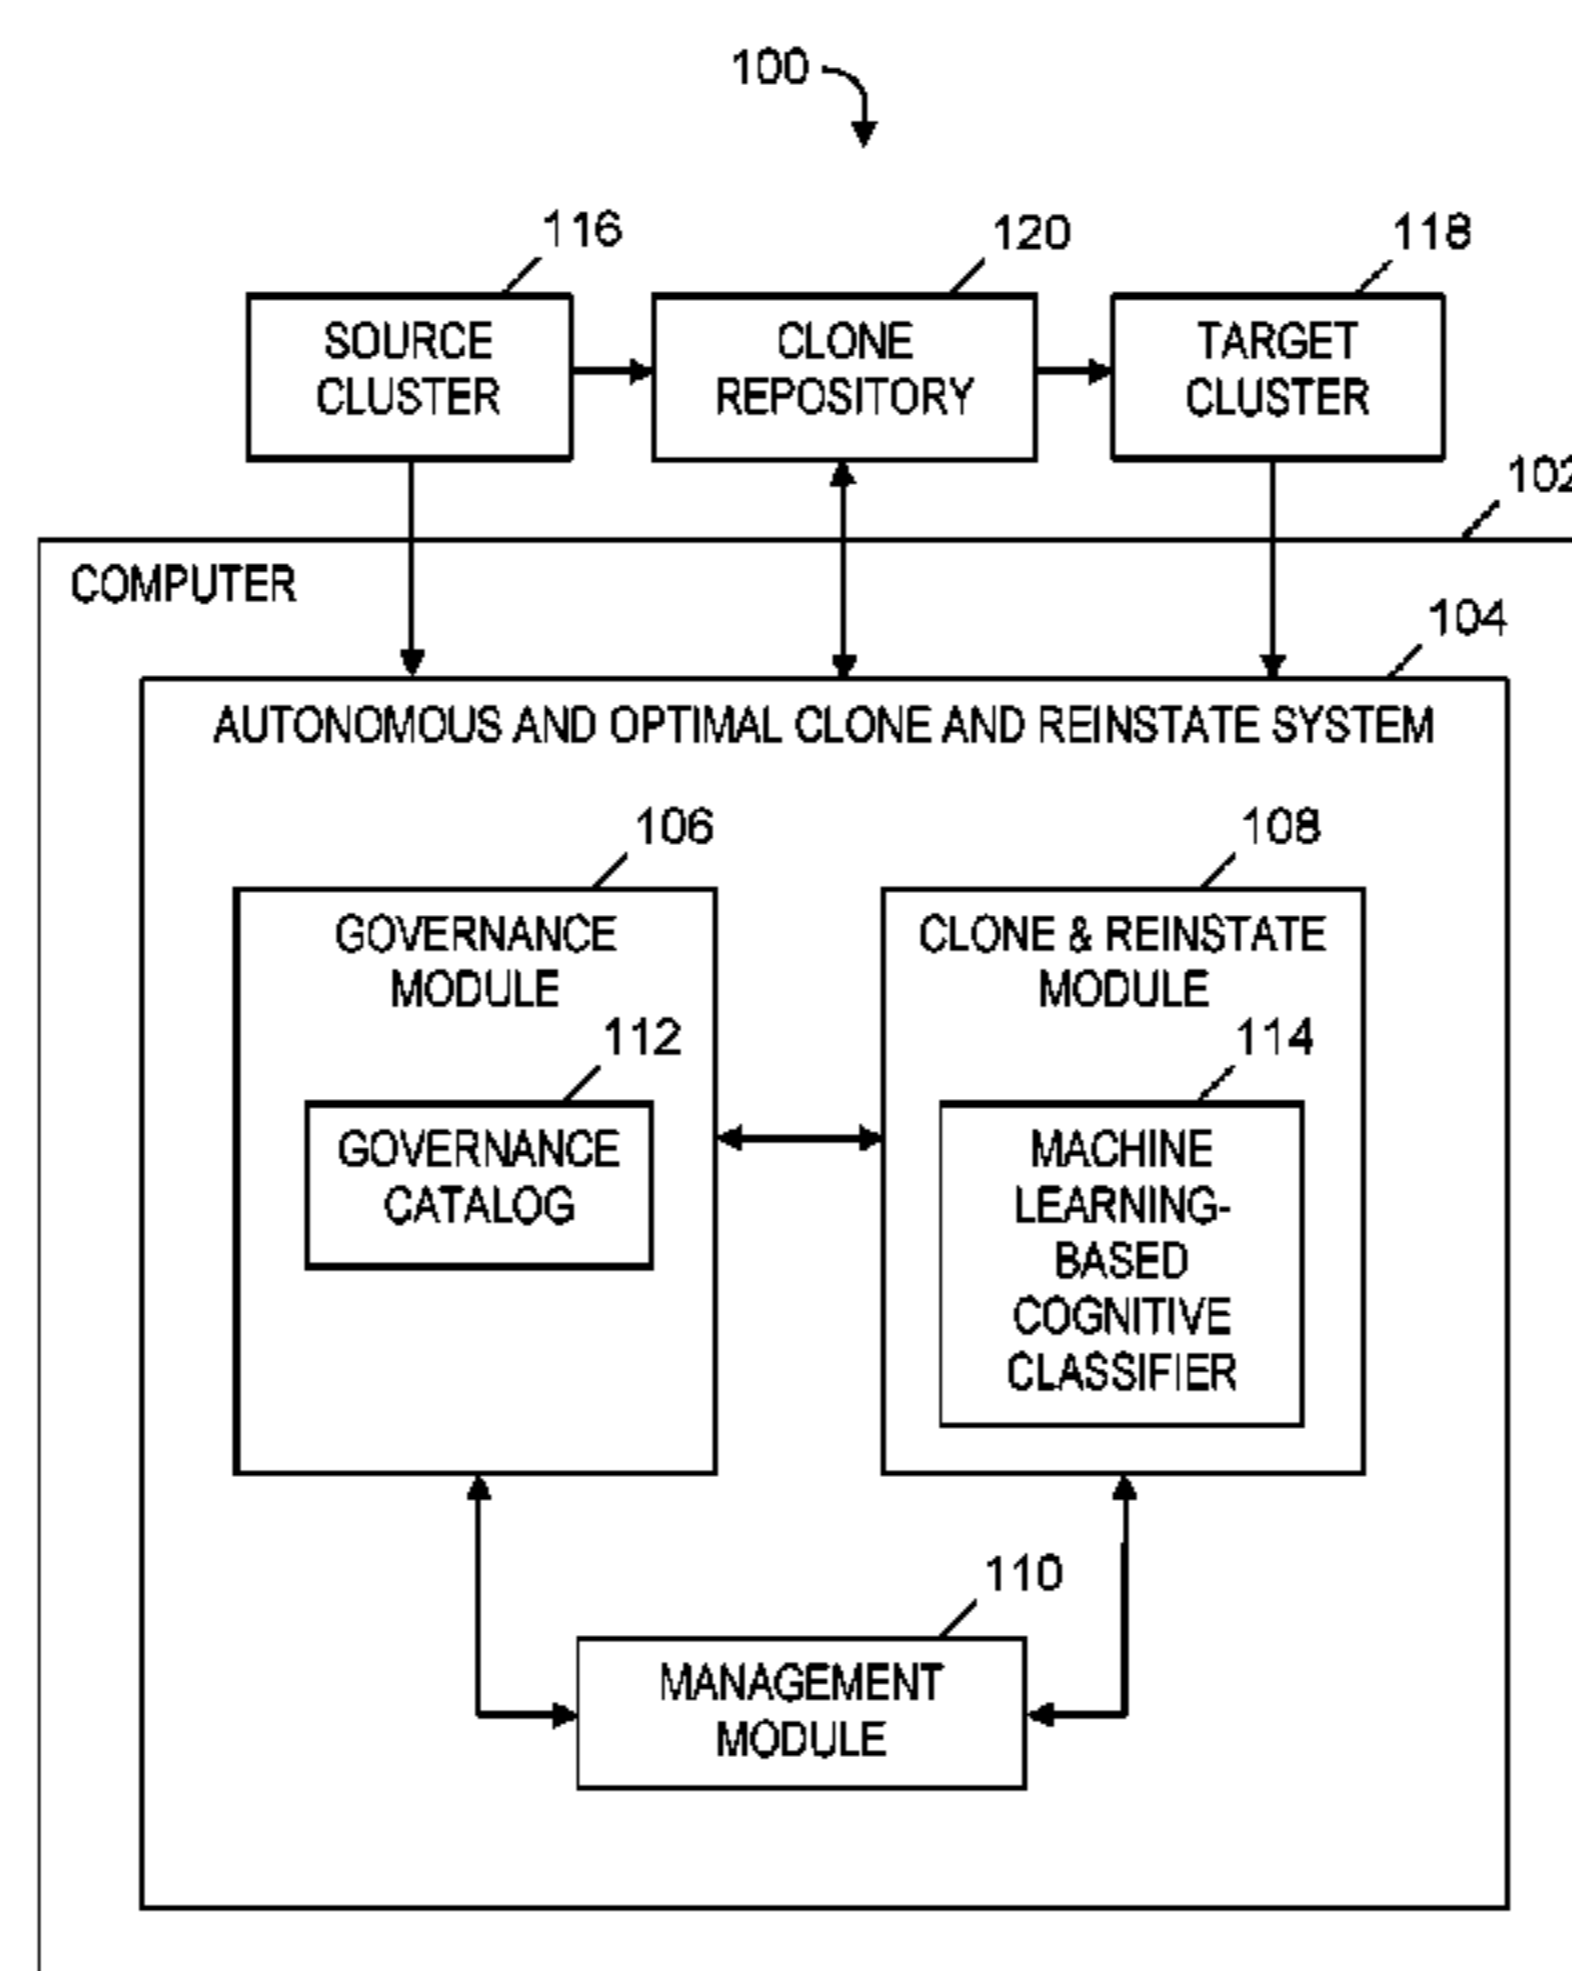 100
116
120
118
SOURCE
CLUSTER
CLONE
REPOSITORY
TARGET
CLUSTER
102
COMPUTER
104
AUTONOMOUS AND OPTIMAL CLONE AND REINSTATE SYSTEM
106
108
GOVERNANCE
MODULE
CLONE & REINSTATE
MODULE
112
114
GOVERNANCE
CATALOG
MACHINE
LEARNING-
BASED
COGNITIVE
CLASSIFIER
110
MANAGEMENT
MODULE